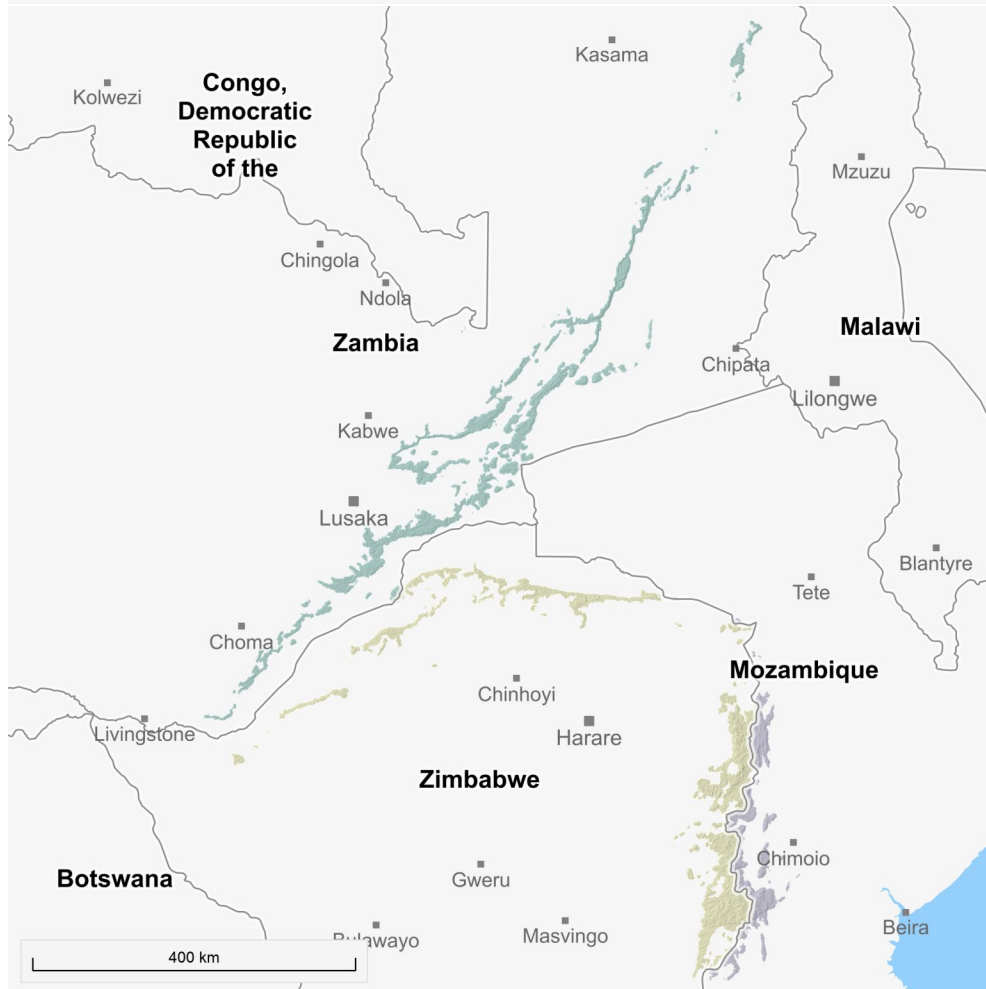 Kasama
Kolwezi
Congo,
Democratic
Republic
of the
Mzuzu
Chingola
Ndola
Zambia
Malawi
Chipata
Lilongwe
Kabwe
Lusaka
Blantyre
Tete
Choma
Mozambique
Chinhoyi
Livingstone
Harare
Zimbabwe
Chimoio
Botswana
Gweru
Beira
Bulawayo
Masvingo
400 km